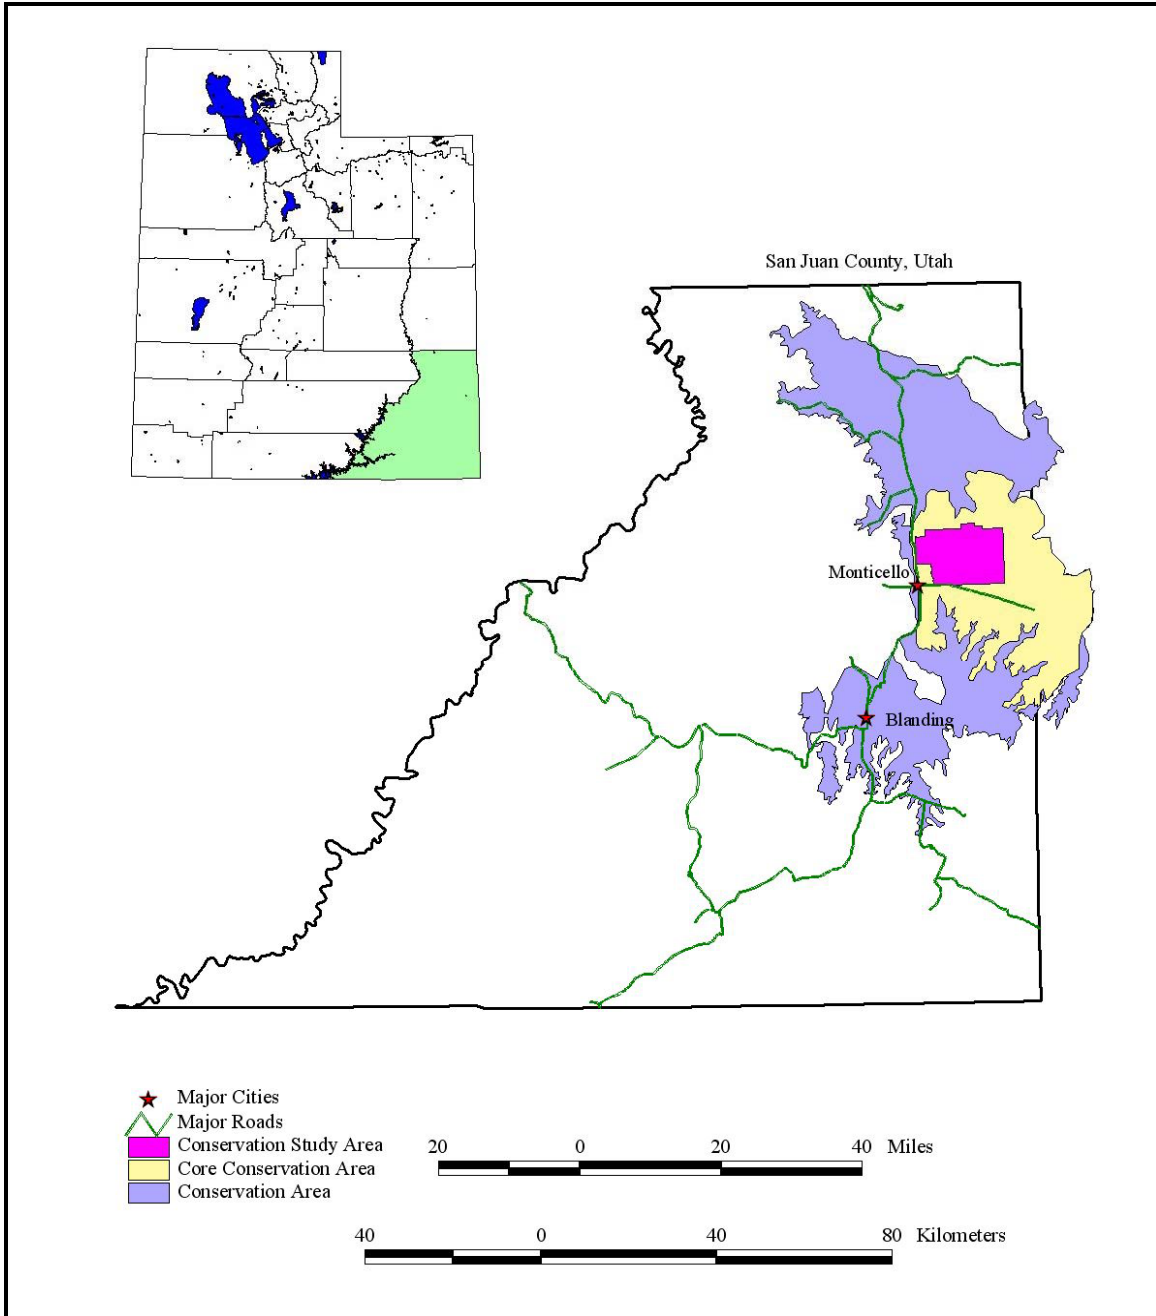 San Juan County, Utah
Monticello
Blanding
Major Cities
Major Roads
Conservation Study Area
Core Conservation Area
Conservation Area
20 0 20 40 Miles
40 0 40 80 Kilometers